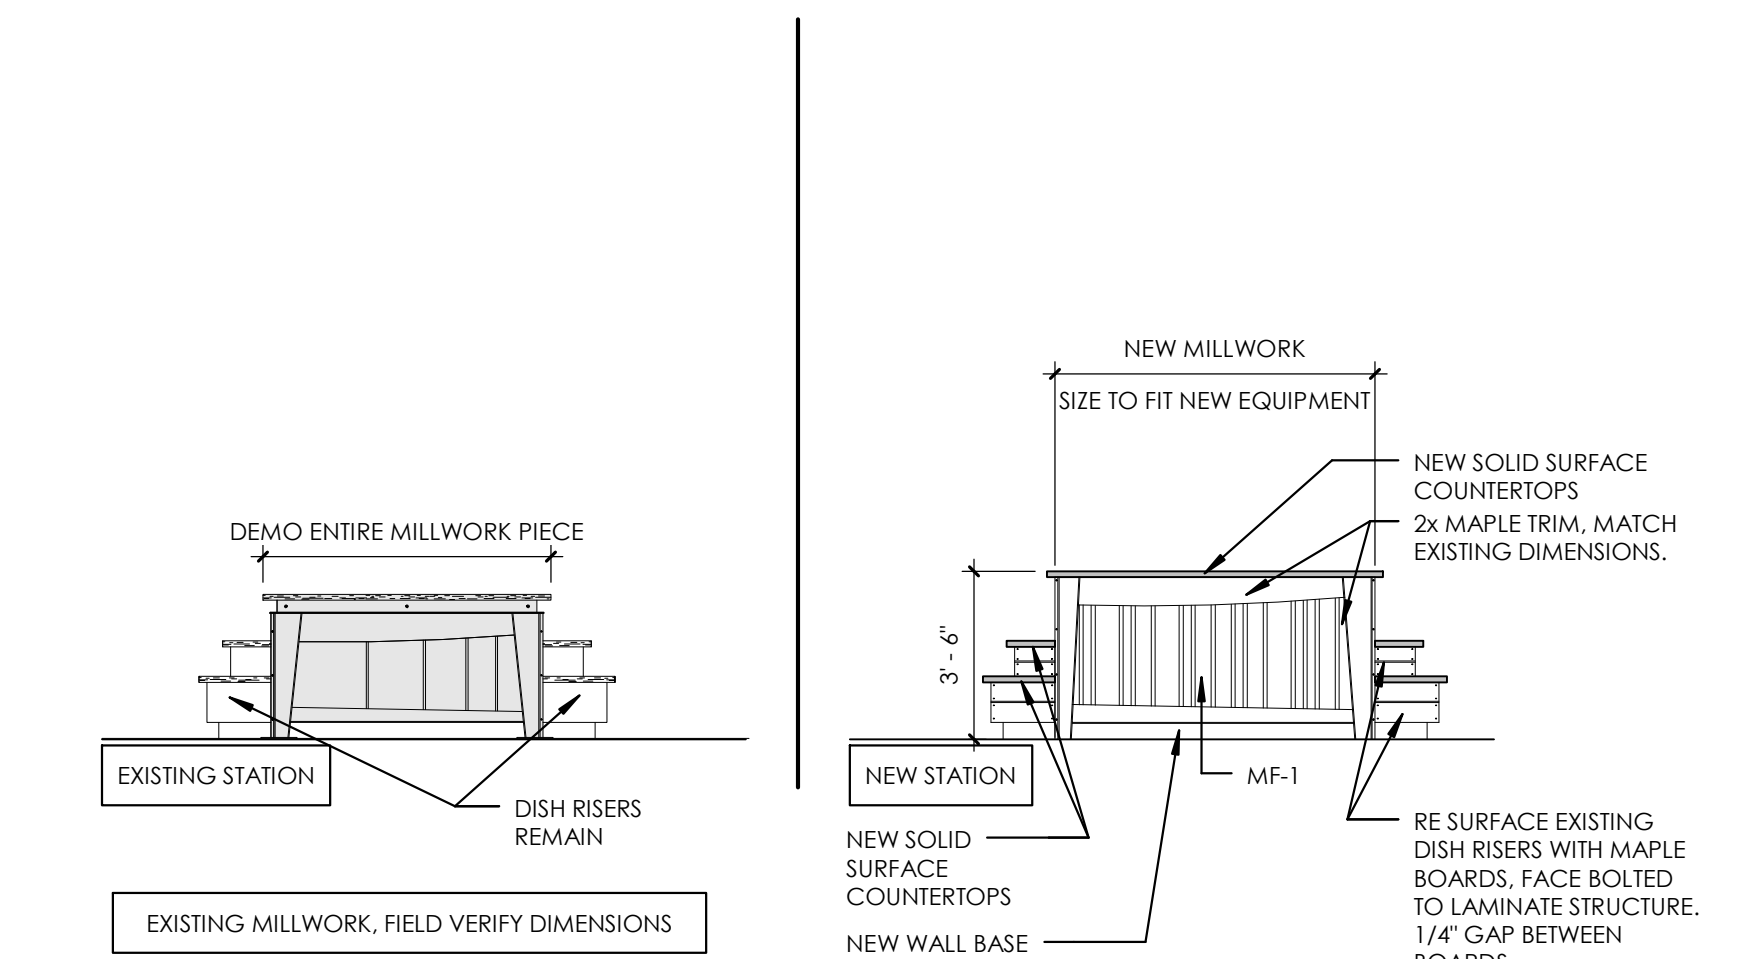 DEMO ENTIRE MILLWORK PIECE
EXISTING STATION
DISH RISERS
REMAIN
EXISTING MILLWORK, FIELD VERIFY DIMENSIONS
NEW MILLWORK
SIZE TO FIT NEW EQUIPMENT
NEW SOLID SURFACE
COUNTERTOPS
2x MAPLE TRIM, MATCH
EXISTING DIMENSIONS.
3' - 6"
NEW STATION
MF-1
NEW SOLID
SURFACE
COUNTERTOPS
NEW WALL BASE
RE SURFACE EXISTING
DISH RISERS WITH MAPLE
BOARDS, FACE BOLTED
TO LAMINATE STRUCTURE.
1/4" GAP BETWEEN